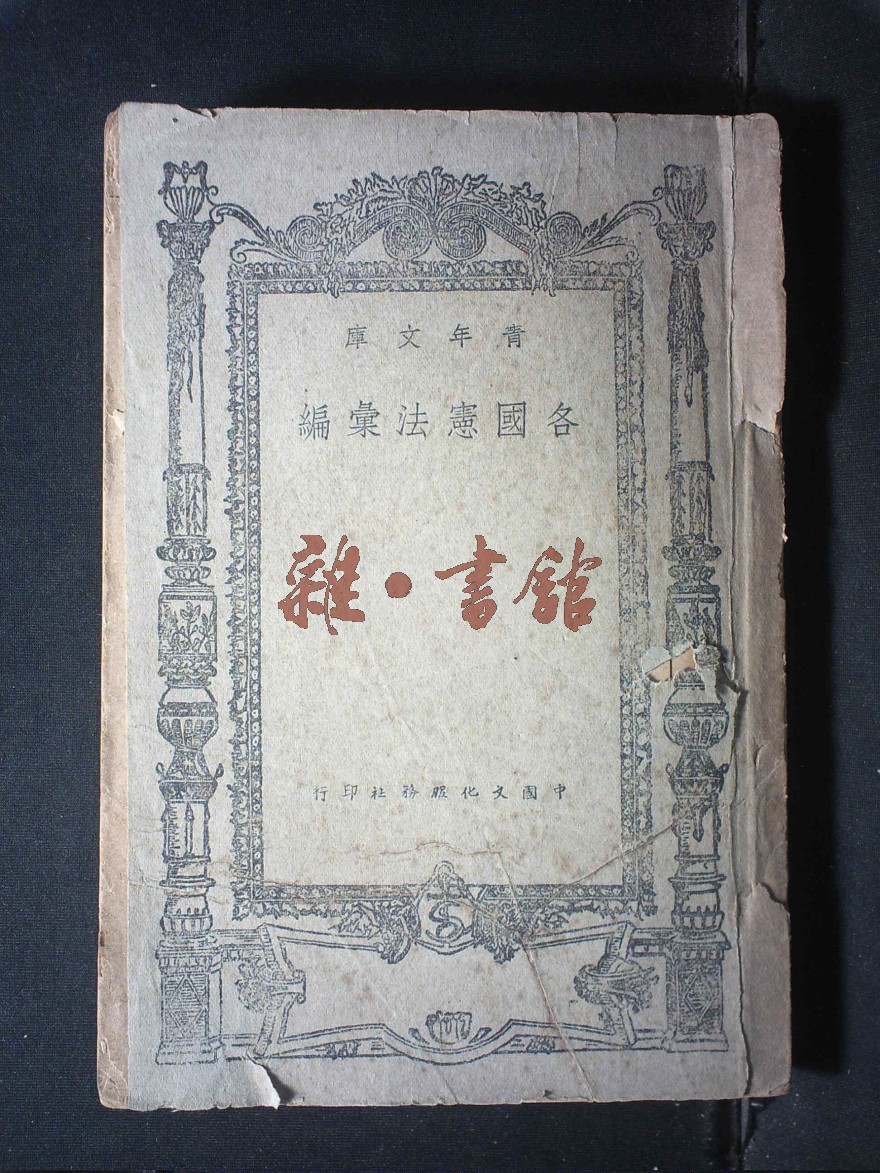 青年文庫
各國憲法彙編
雜·書館
中國文化服務社印行